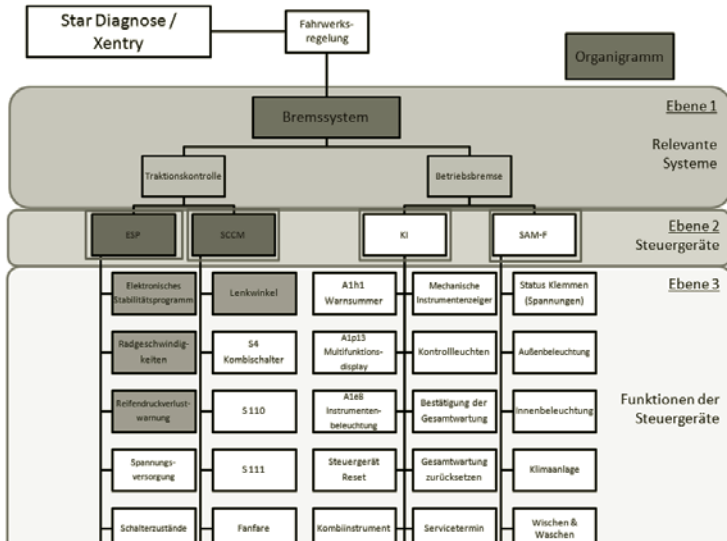 Star Diagnose /
Xentry
Fahrwerks-
regelung
Organigramm
Ebene 1
Bremssystem
Relevante
Systeme
Traktionskontrolle
Betriebsbremse
Ebene 2
Steuergeräte
ESP
SCCM
KI
SAM-F
Ebene 3
Funktionen der
Steuergeräte
Elektronisches
Stabilitätsprogramm
Radgeschwindig-
keiten
Reifendruckverlust-
warnung
Spannungs-
versorgung
Schalterzustände
Lenkwinkel
S4
Kombischalter
S110
S111
Fanfare
A1h1
Warnsummer
A1p13
Multifunktions-
display
A1e8
Instrumenten-
beleuchtung
Steuergerät
Reset
Kombiinstrument
Mechanische
Instrumentenzeiger
Kontrollleuchten
Bestätigung der
Gesamtwartung
Gesamtwartung
zurücksetzen
Servicetermin
Status Klemmen
(Spannungen)
Außenbeleuchtung
Innenbeleuchtung
Klimaanlage
Wischen &
Waschen